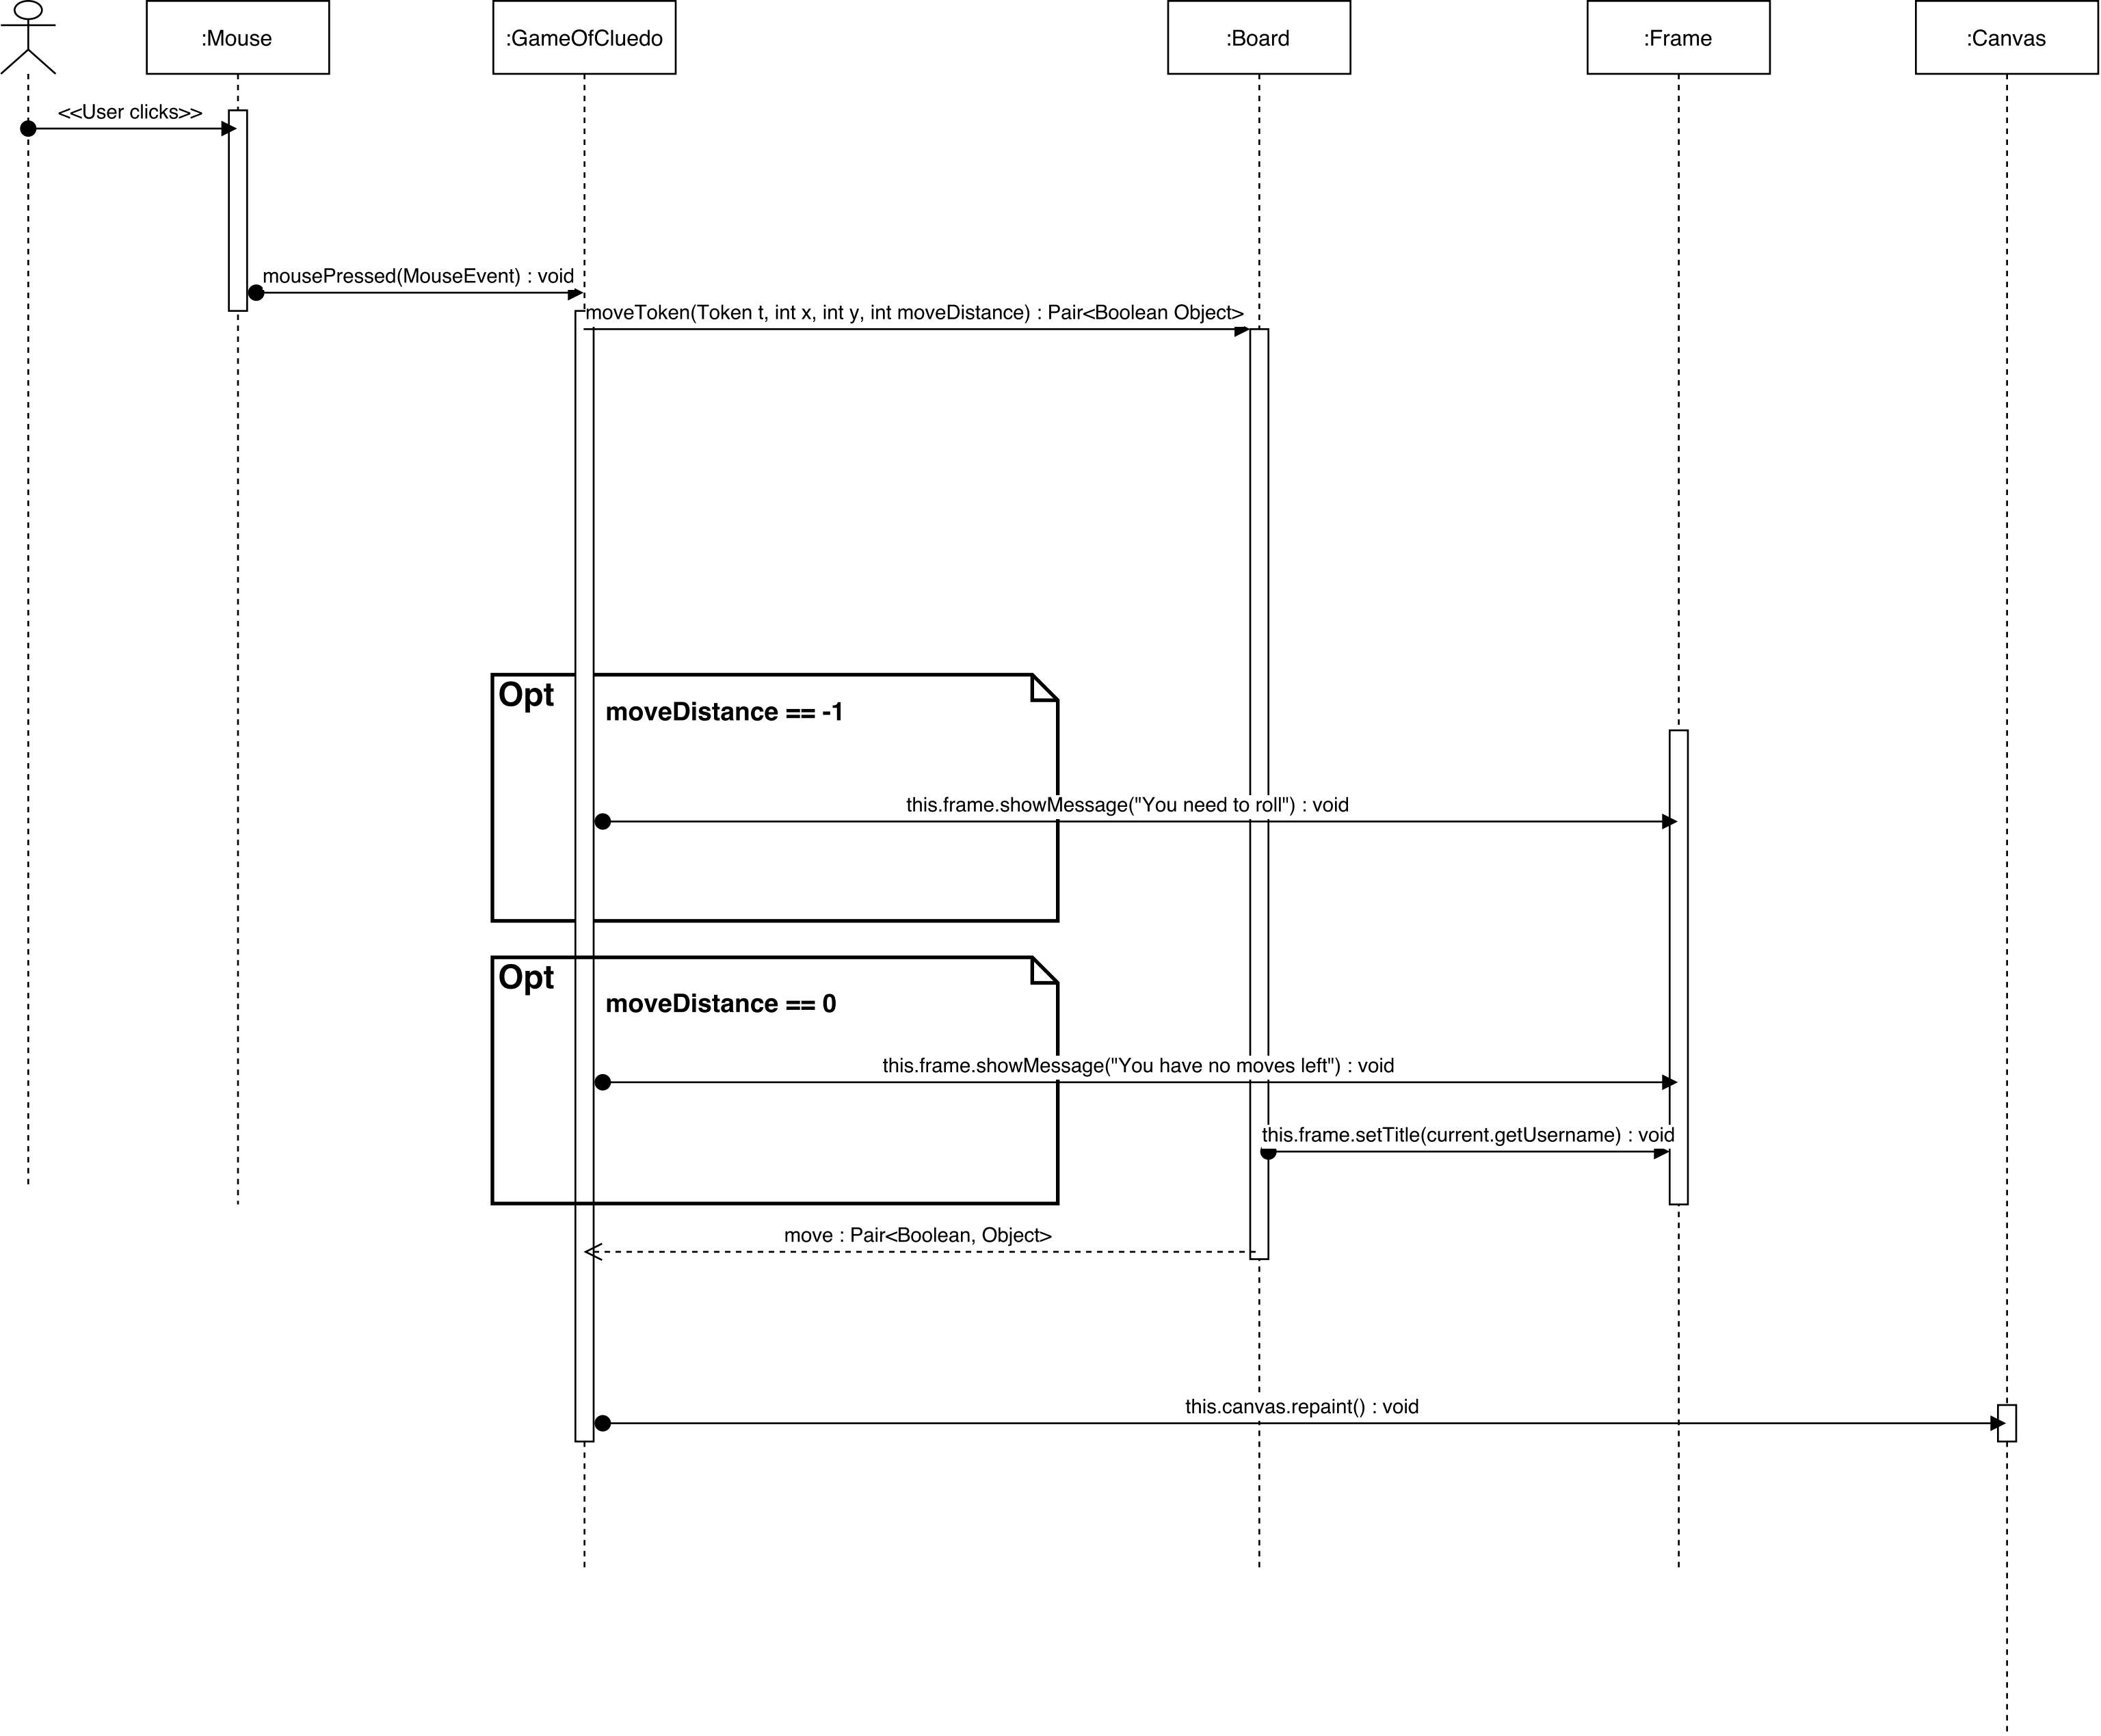 :Mouse
:GameOfCluedo
:Board
:Frame
:Canvas
<<User clicks>>
mousePressed(MouseEvent) : void
moveToken(Token t, int x, int y, int moveDistance) : Pair<Boolean Object>
Opt
moveDistance == -1
this.frame.showMessage("You need to roll") : void
Opt
moveDistance == 0
this.frame.showMessage("You have no moves left") : void
this.frame.setTitle(current.getUsername) : void
move : Pair<Boolean, Object>
this.canvas.repaint() : void